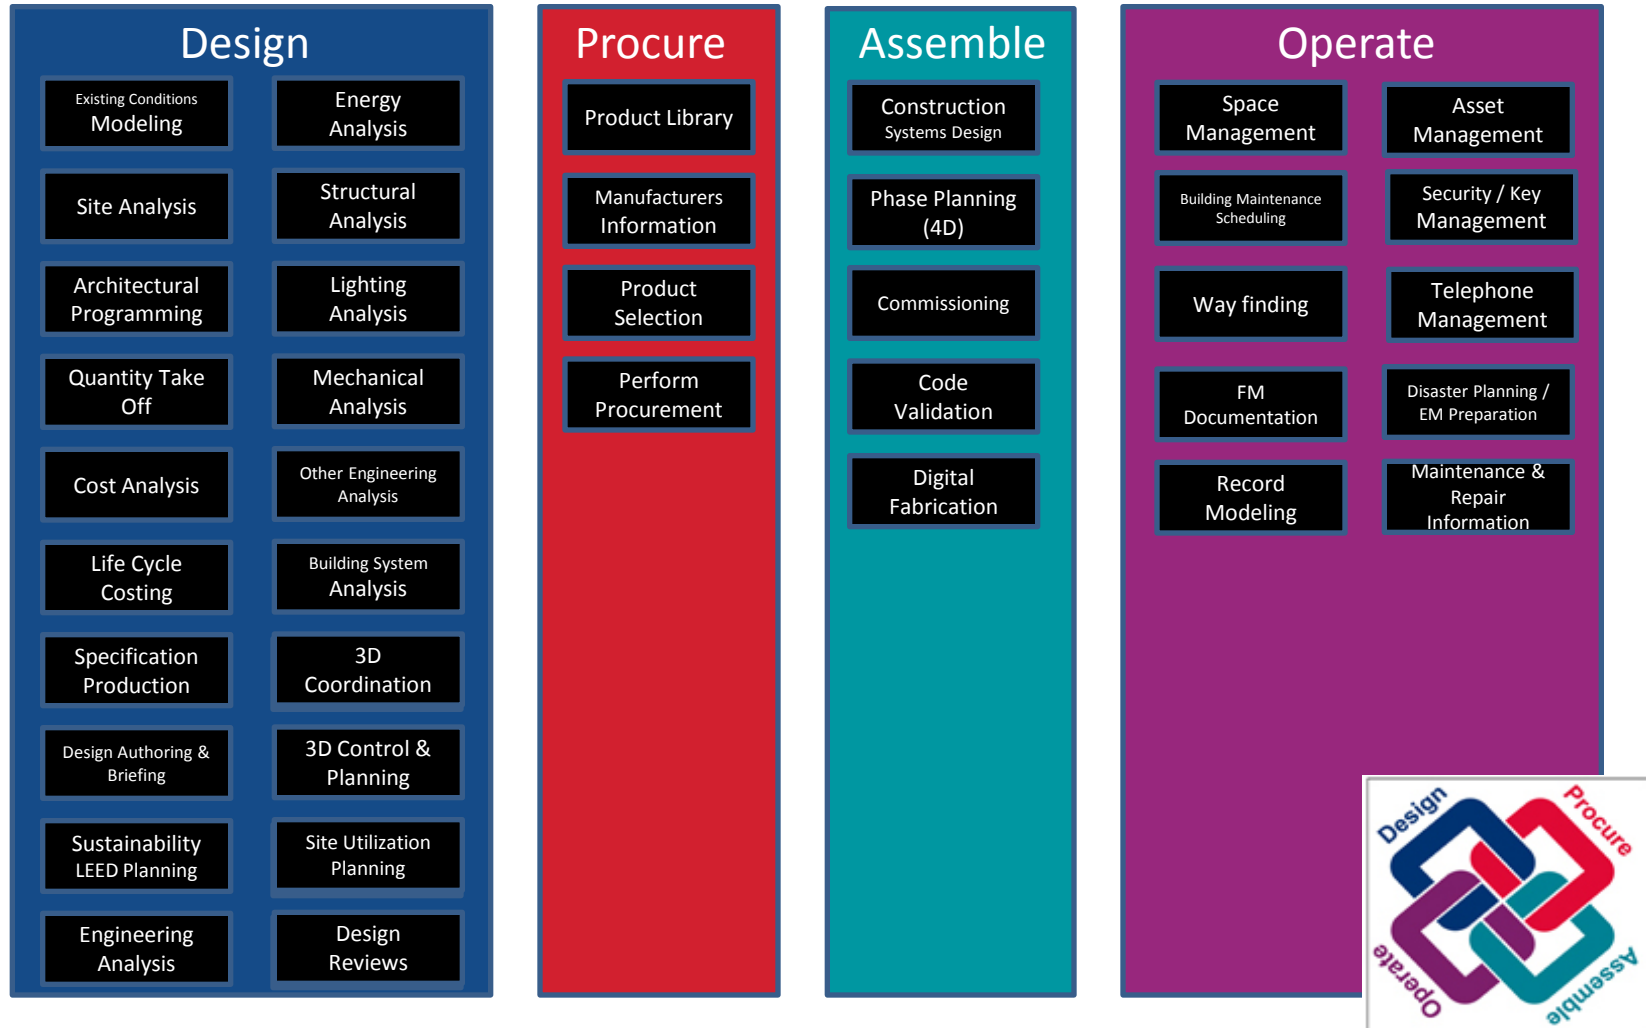 Design
Existing Conditions
Modeling
Site Analysis
Architectural
Programming
Quantity Take
Off
Cost Analysis
Life Cycle
Costing
Specification
Production
Design Authoring &
Briefing
Sustainability
LEED Planning
Engineering
Analysis
Energy
Analysis
Structural
Analysis
Lighting
Analysis
Mechanical
Analysis
Other Engineering
Analysis
Building System
Analysis
3D
Coordination
3D Control &
Planning
Site Utilization
Planning
Design
Reviews
Procure
Product Library
Manufacturers
Information
Product
Selection
Perform
Procurement
Assemble
Construction
Systems Design
Phase Planning
(4D)
Commissioning
Code
Validation
Digital
Fabrication
Operate
Space
Management
Building Maintenance
Scheduling
Way finding
FM
Documentation
Record
Modeling
Asset
Management
Security / Key
Management
Telephone
Management
Disaster Planning /
EM Preparation
Maintenance &
Repair
Information
Design
Procure
Operate
Assemble